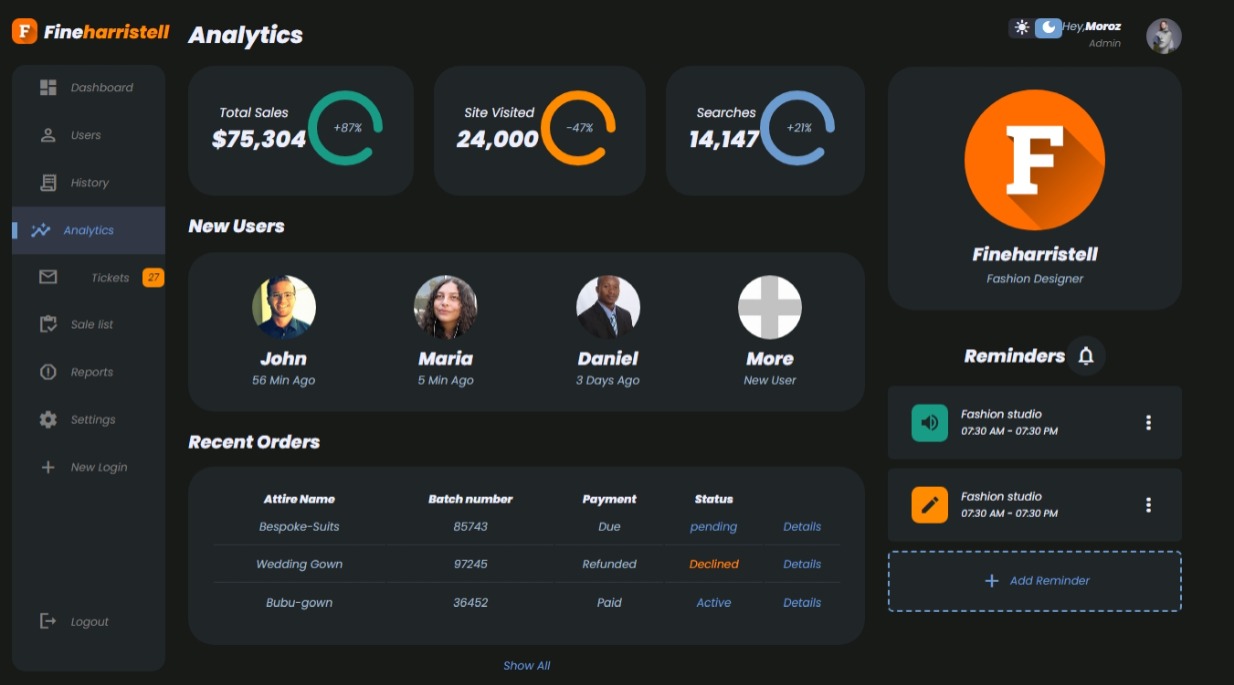 F Fineharristell
Dashboard
Users
History
Analytics
Tickets 27
Sale list
Reports
Settings
New Login
Logout
Analytics
Total Sales
$75,304
+87%
Site Visited
24,000
-47%
Searches
14,147
+21%
New Users
John
56 Min Ago
Maria
5 Min Ago
Daniel
3 Days Ago
More
New User
Recent Orders
Attire Name Batch number Payment Status
Bespoke-Suits 85743 Due pending Details
Wedding Gown 97245 Refunded Declined Details
Bubu-gown 36452 Paid Active Details
Show All
Hey,Moroz
Admin
F
Fineharristell
Fashion Designer
Reminders
Fashion studio
07:30 AM - 07:30 PM
Fashion studio
07:30 AM - 07:30 PM
Add Reminder